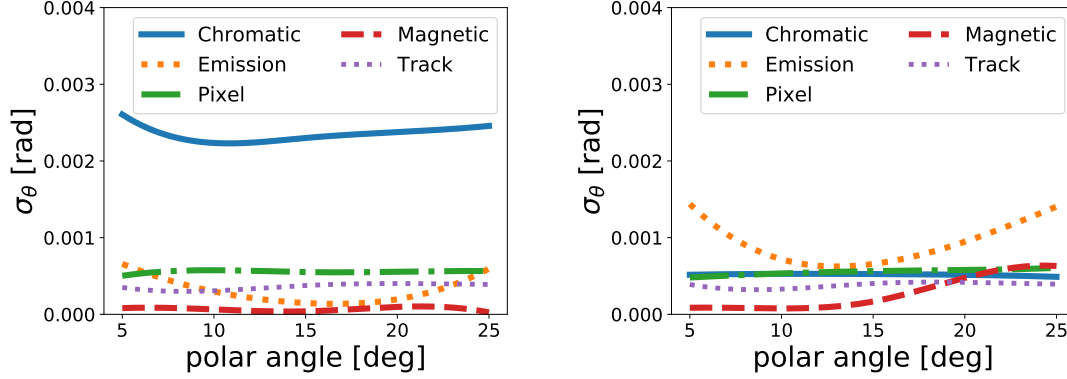 σ_θ [rad]
0.004
0.003
0.002
0.001
0.000
Chromatic
Emission
Pixel
Magnetic
Track
5 10 15 20 25
polar angle [deg]
σ_θ [rad]
0.004
0.003
0.002
0.001
0.000
Chromatic
Emission
Pixel
Magnetic
Track
5 10 15 20 25
polar angle [deg]